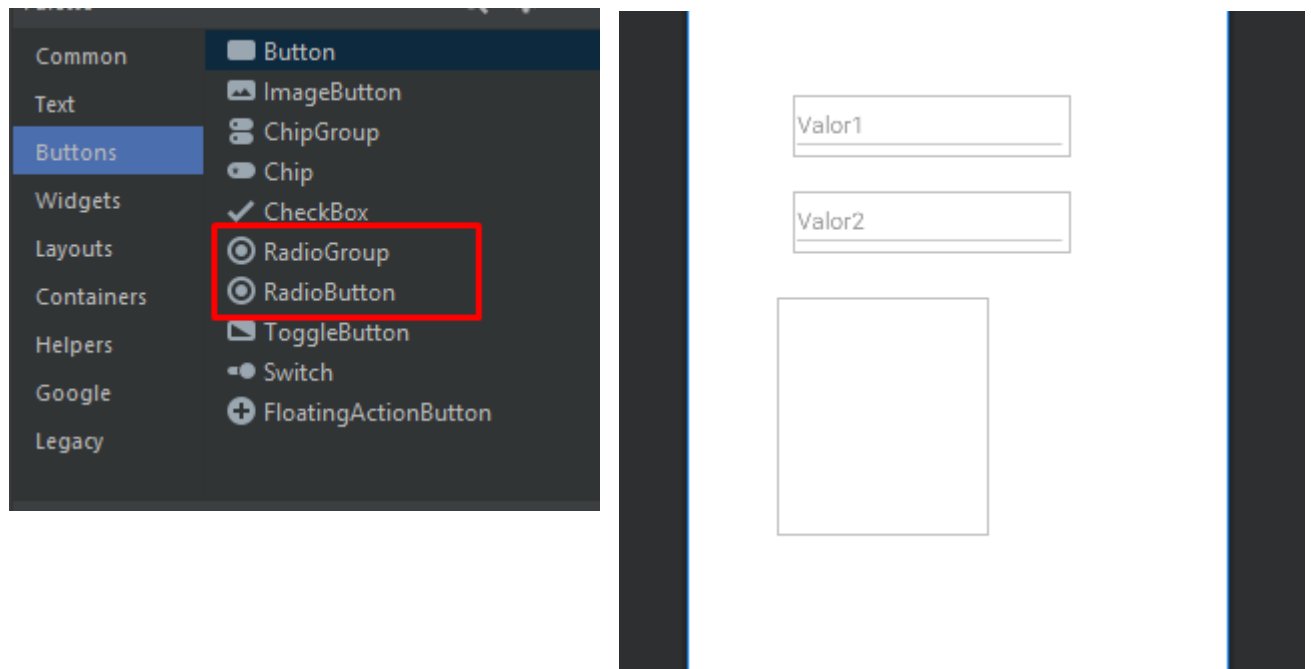 Common
Text
Buttons
Widgets
Layouts
Containers
Helpers
Google
Legacy
Button
ImageButton
ChipGroup
Chip
CheckBox
RadioGroup
RadioButton
ToggleButton
Switch
FloatingActionButton
Valor1
Valor2